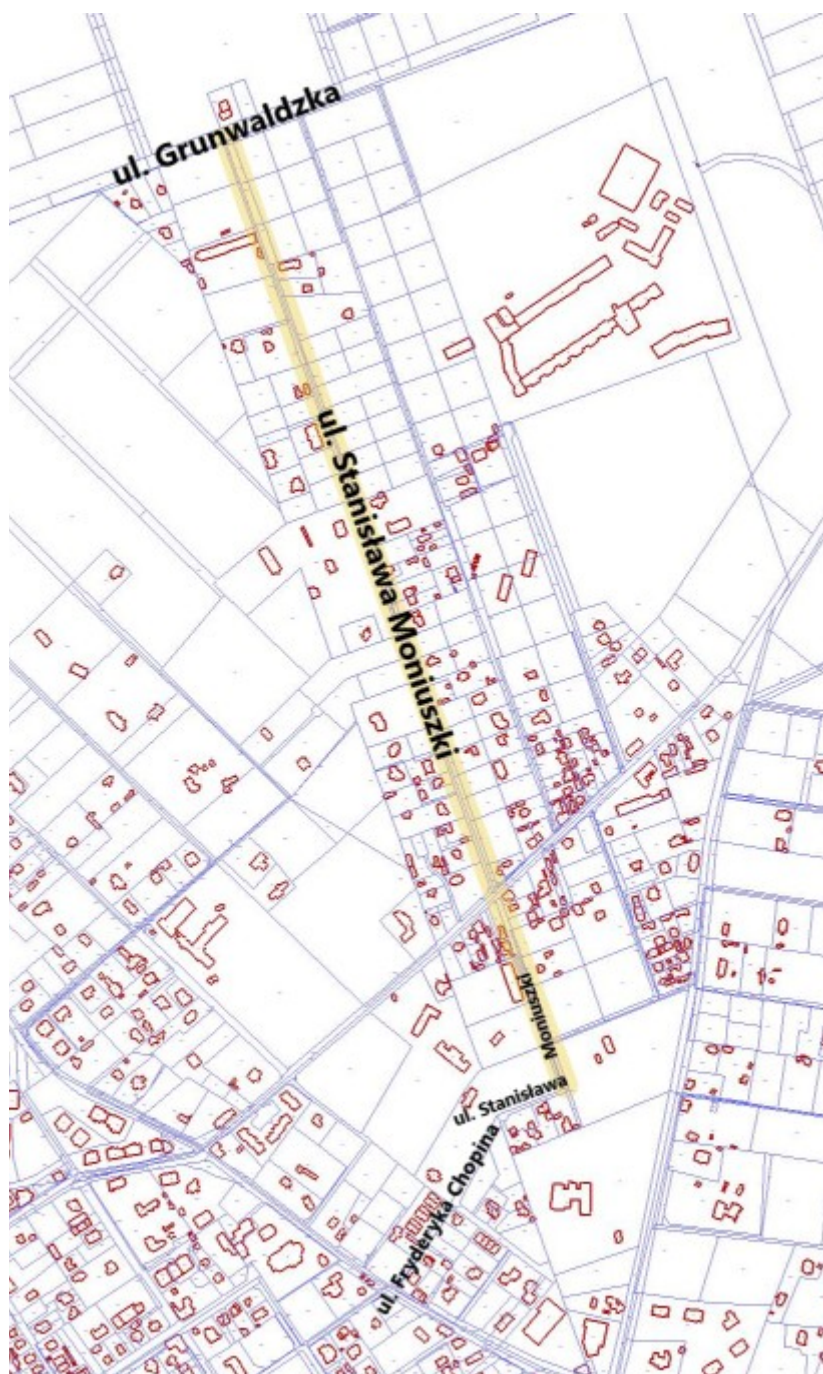 ul. Grunwaldzka
ul. Stanisława Moniuszki
ul. Stanisława Moniuszki
ul. Fryderyka Chopina